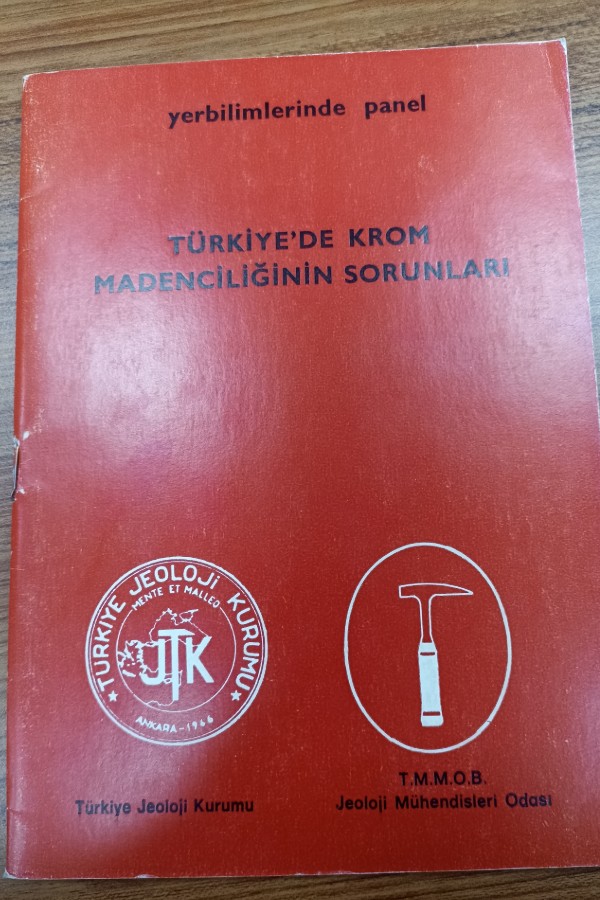 yerbilimlerinde panel
TÜRKİYE'DE KROM
MADENCİLİĞİNİN SORUNLARI
TÜRKİYE JEOLOJİ KURUMU
MENTE ET MALLEO
JTK
ANKARA-1946
Türkiye Jeoloji Kurumu
T.M.M.O.B.
Jeoloji Mühendisleri Odası